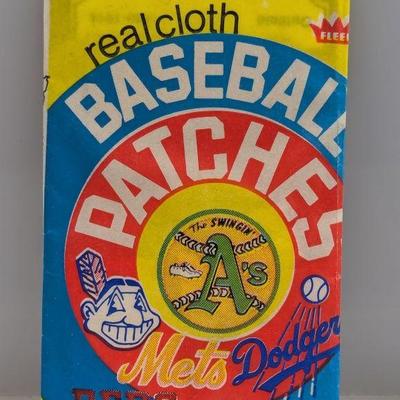 real cloth
FLEER
BASEBALL
PATCHES
The SWINGIN'
A's
Mets
Dodgers